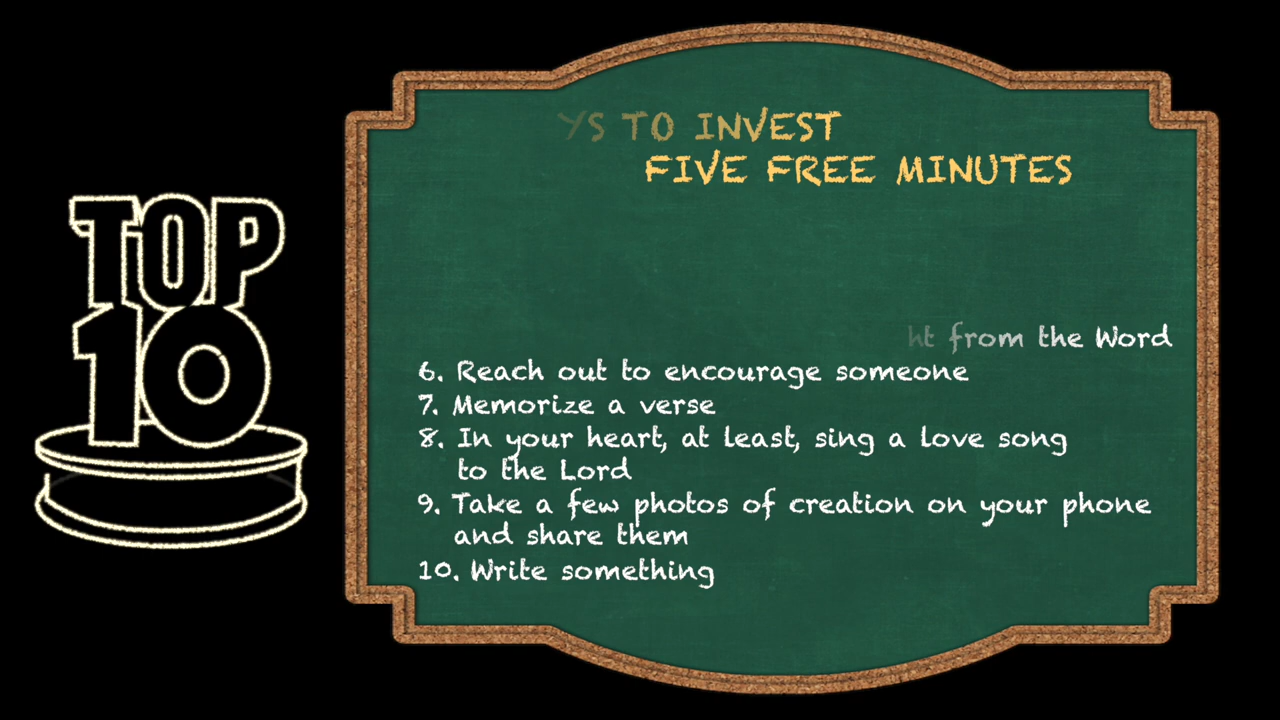 TOP
10
YS TO INVEST
FIVE FREE MINUTES
ht from the Word
6. Reach out to encourage someone
7. Memorize a verse
8. In your heart, at least, sing a love song
to the Lord
9. Take a few photos of creation on your phone
and share them
10. Write something